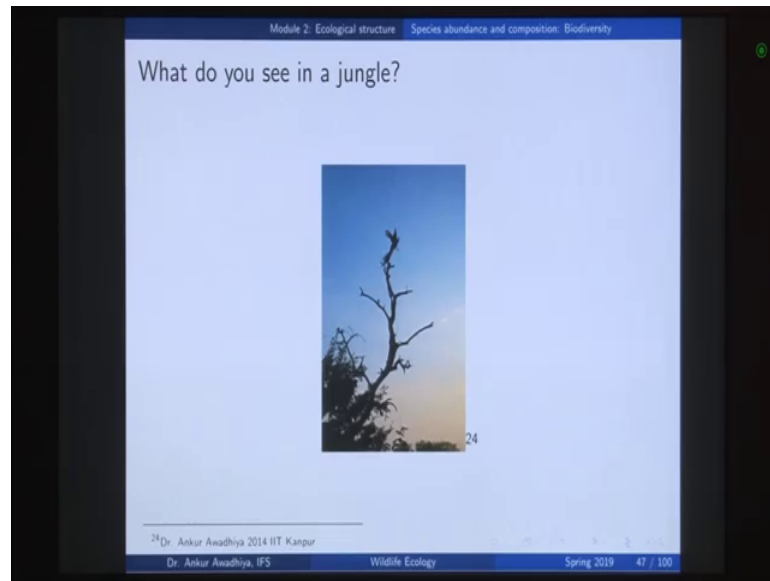 Module 2: Ecological structure Species abundance and composition: Biodiversity
What do you see in a jungle?
24
24Dr. Ankur Awadhiya 2014 IIT Kanpur
Dr. Ankur Awadhiya, IFS Wildlife Ecology Spring 2019 47 / 100